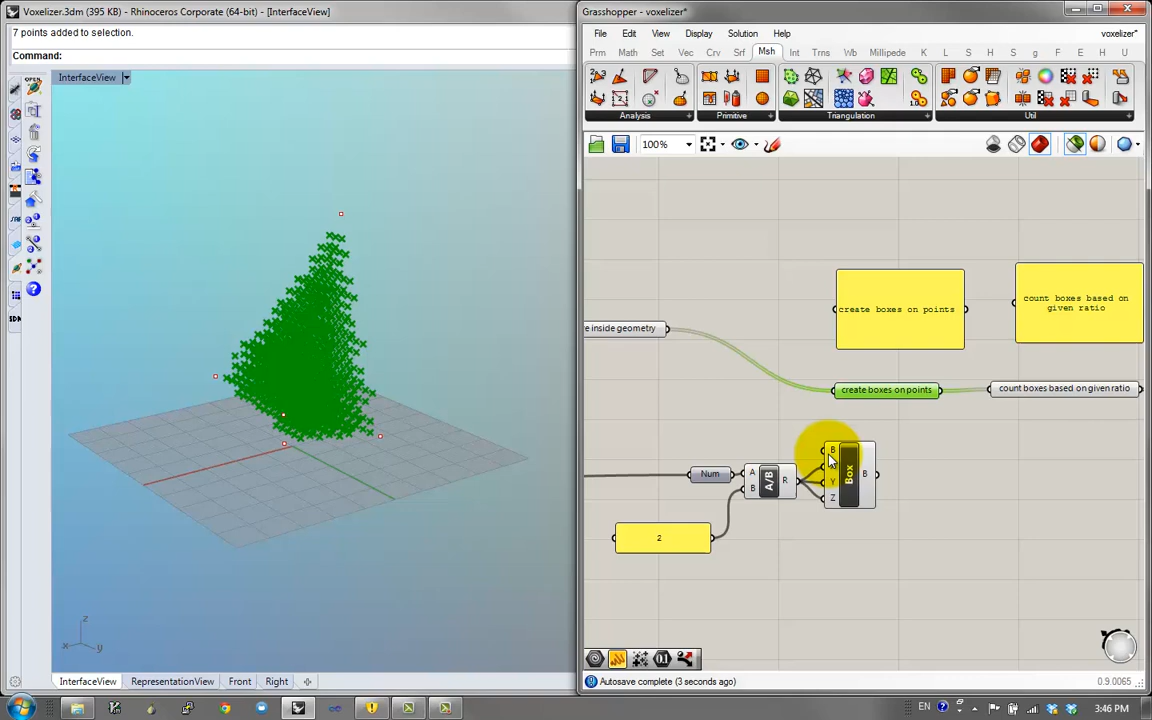 Voxelizer.3dm (395 KB) - Rhinoceros Corporate (64-bit) - [InterfaceView]
7 points added to selection.
Command:
InterfaceView
OPEN
z
x
y
InterfaceView RepresentationView Front Right
Grasshopper - voxelizer*
File Edit View Display Solution Help voxelizer*
Prm Math Set Vec Crv Srf Msh Int Trns Wb Millipede K L S H S g F E H U
Analysis Primitive Triangulation Util
100%
create boxes on points
count boxes based on
given ratio
e inside geometry
create boxes on points
count boxes based on given ratio
Num
A
B
A/B
R
B
Y
Z
Box
B
2
Autosave complete (3 seconds ago)
0.9.0065
EN 3:46 PM